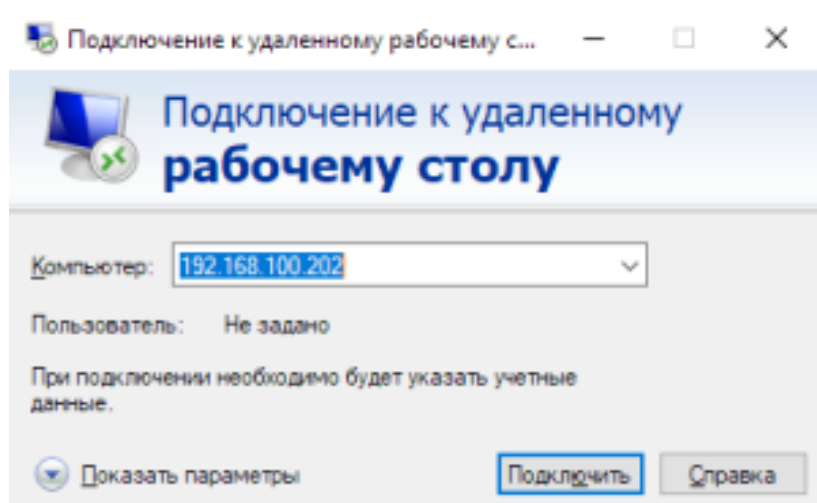 Подключение к удаленному рабочему с...
Подключение к удаленному
рабочему столу
Компьютер: 192.168.100.202
Пользователь: Не задано
При подключении необходимо будет указать учетные
данные.
Показать параметры Подключить Справка